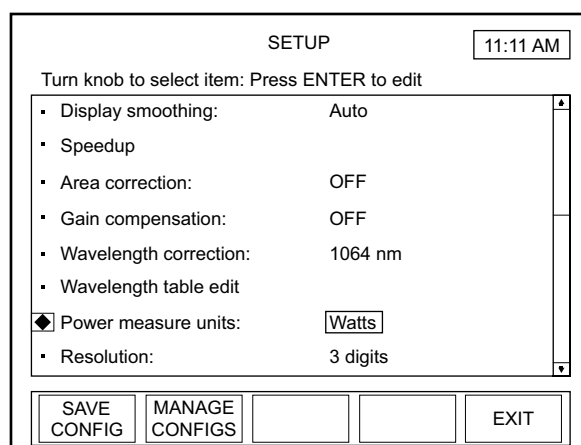 SETUP
11:11 AM
Turn knob to select item: Press ENTER to edit
Display smoothing: Auto
Speedup
Area correction: OFF
Gain compensation: OFF
Wavelength correction: 1064 nm
Wavelength table edit
Power measure units: Watts
Resolution: 3 digits
SAVE
CONFIG
MANAGE
CONFIGS
EXIT